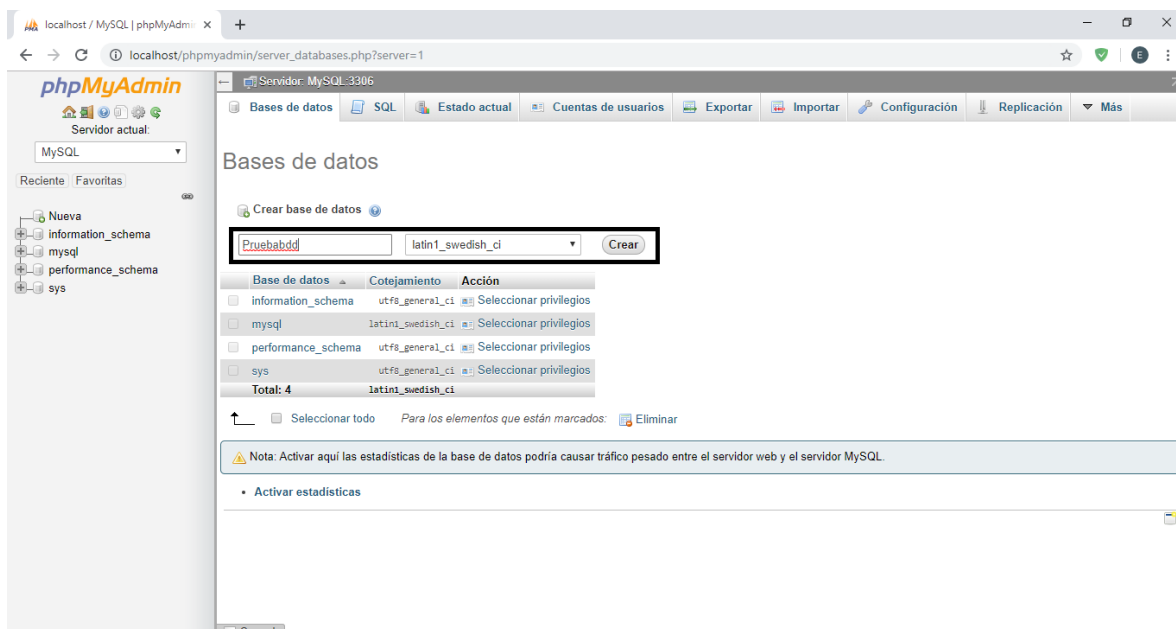 localhost / MySQL | phpMyAdmin
localhost/phpmyadmin/server_databases.php?server=1
E
phpMyAdmin
Servidor actual:
MySQL
Reciente Favoritas
Nueva
information_schema
mysql
performance_schema
sys
Servidor: MySQL:3306
Bases de datos SQL Estado actual Cuentas de usuarios Exportar Importar Configuración Replicación Más
Bases de datos
Crear base de datos
Pruebabdd latin1_swedish_ci Crear
Base de datos Cotejamiento Acción
information_schema utf8_general_ci Seleccionar privilegios
mysql latin1_swedish_ci Seleccionar privilegios
performance_schema utf8_general_ci Seleccionar privilegios
sys utf8_general_ci Seleccionar privilegios
Total: 4 latin1_swedish_ci
Seleccionar todo Para los elementos que están marcados: Eliminar
Nota: Activar aquí las estadísticas de la base de datos podría causar tráfico pesado entre el servidor web y el servidor MySQL.
• Activar estadísticas